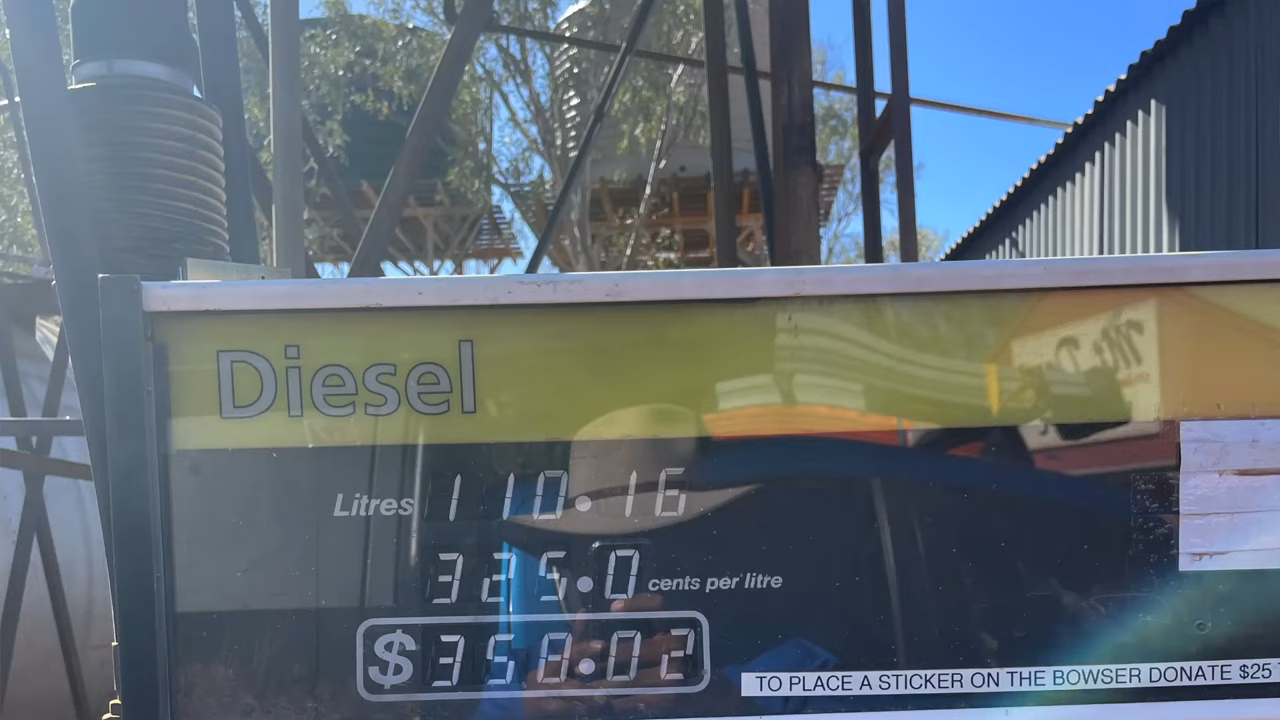 Diesel
Litres 110.16
325.0 cents per litre
$358.02
TO PLACE A STICKER ON THE BOWSER DONATE $25